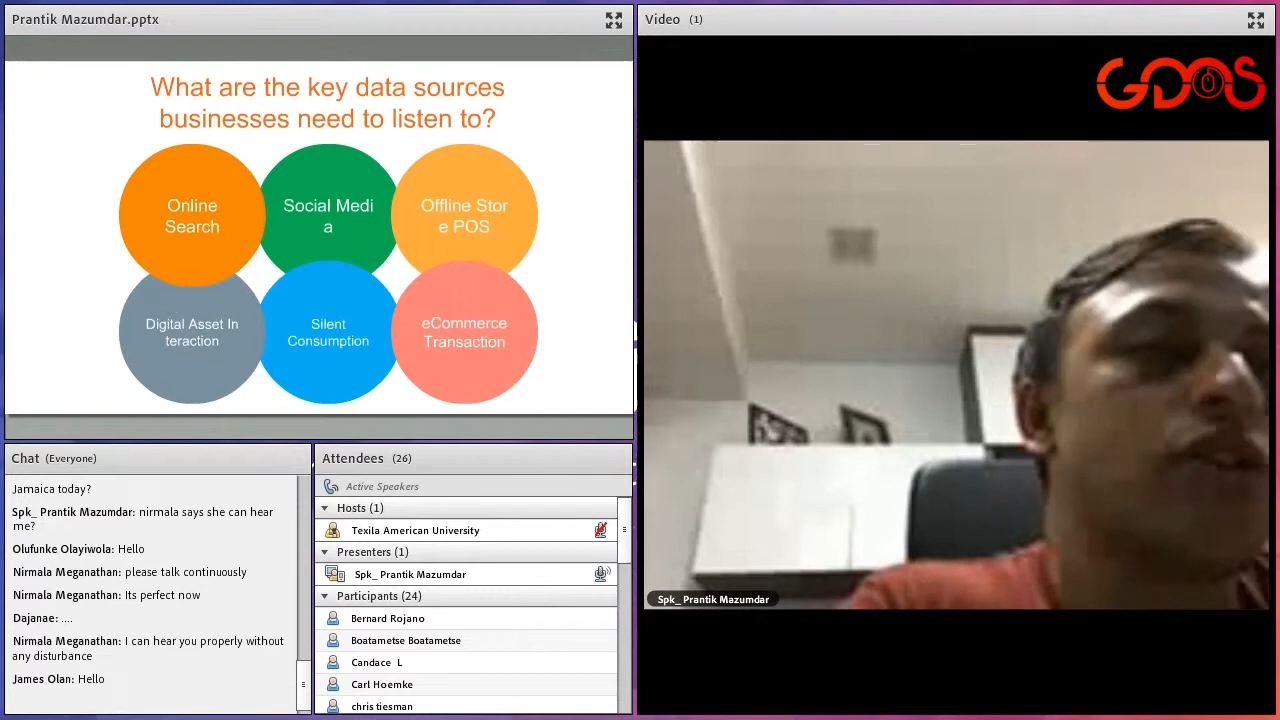 Prantik Mazumdar.pptx
What are the key data sources
businesses need to listen to?
Online
Search
Social Medi
a
Offline Stor
e POS
Digital Asset In
teraction
Silent
Consumption
eCommerce
Transaction
Chat (Everyone)
Jamaica today?
Spk_ Prantik Mazumdar: nirmala says she can hear
me?
Olufunke Olayiwola: Hello
Nirmala Meganathan: please talk continuously
Nirmala Meganathan: Its perfect now
Dajanae: ....
Nirmala Meganathan: I can hear you properly without
any disturbance
James Olan: Hello
Attendees (26)
Active Speakers
Hosts (1)
Texila American University
Presenters (1)
Spk_ Prantik Mazumdar
Participants (24)
Bernard Rojano
Boatametse Boatametse
Candace L
Carl Hoemke
chris tiesman
Video (1)
GDOS
Spk_ Prantik Mazumdar